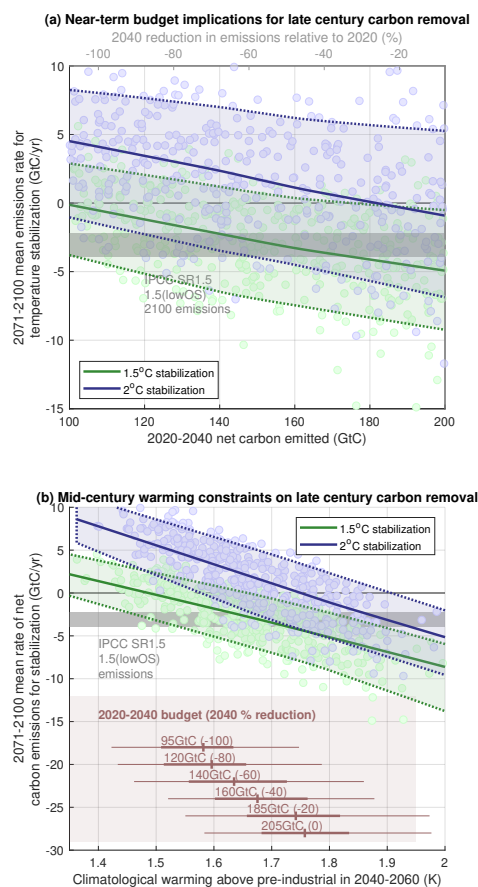 (a) Near-term budget implications for late century carbon removal
2040 reduction in emissions relative to 2020 (%)
-100 -80 -60 -40 -20
10
5
0
-5
-10
-15
2071-2100 mean emissions rate for
temperature stabilization (GtC/yr)
IPCC SR1.5
1.5(lowOS)
2100 emissions
1.5°C stabilization
2°C stabilization
100 120 140 160 180 200
2020-2040 net carbon emitted (GtC)
(b) Mid-century warming constraints on late century carbon removal
10
5
0
-5
-10
-15
-20
-25
-30
2071-2100 mean rate of net
carbon emissions for stabilization (GtC/yr)
1.5°C stabilization
2°C stabilization
IPCC SR1.5
1.5(lowOS)
emissions
2020-2040 budget (2040 % reduction)
95GtC (-100)
120GtC (-80)
140GtC (-60)
160GtC (-40)
185GtC (-20)
205GtC (0)
1.4 1.5 1.6 1.7 1.8 1.9 2
Climatological warming above pre-industrial in 2040-2060 (K)